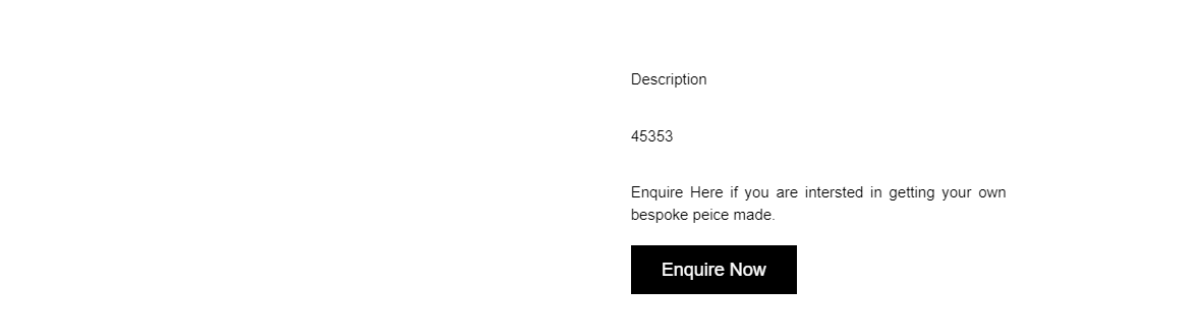 Description
45353
Enquire Here if you are intersted in getting your own
bespoke peice made.
Enquire Now